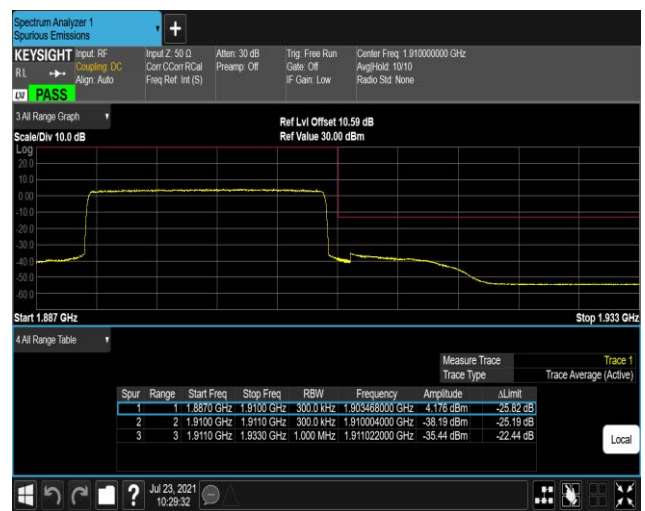 Spectrum Analyzer 1
Spurious Emissions
+
KEYSIGHT Input: RF Input Z: 50 Ω Atten: 30 dB Trig: Free Run Center Freq: 1.910000000 GHz
RL Coupling: DC Corr CCorr RCal Preamp: Off Gate: Off Avg|Hold: 10/10
Align: Auto Freq Ref: Int (S) IF Gain: Low Radio Std: None
LXI PASS
3 All Range Graph
Ref Lvl Offset 10.59 dB
Scale/Div 10.0 dB Ref Value 30.00 dBm
Log
20.0
10.0
0.00
-10.0
-20.0
-30.0
-40.0
-50.0
-60.0
Start 1.887 GHz Stop 1.933 GHz
4 All Range Table
Measure Trace Trace 1
Trace Type Trace Average (Active)
Spur Range Start Freq Stop Freq RBW Frequency Amplitude ΔLimit
1 1 1.8870 GHz 1.9100 GHz 300.0 kHz 1.903468000 GHz 4.176 dBm -25.82 dB
2 2 1.9100 GHz 1.9110 GHz 300.0 kHz 1.910004000 GHz -38.19 dBm -25.19 dB
3 3 1.9110 GHz 1.9330 GHz 1.000 MHz 1.911022000 GHz -35.44 dBm -22.44 dB
Local
? Jul 23, 2021
10:29:32